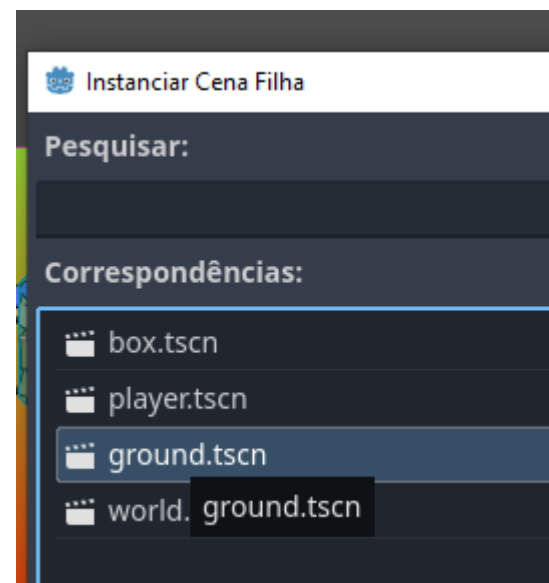 Instanciar Cena Filha
Pesquisar:
Correspondências:
box.tscn
player.tscn
ground.tscn
world.
ground.tscn